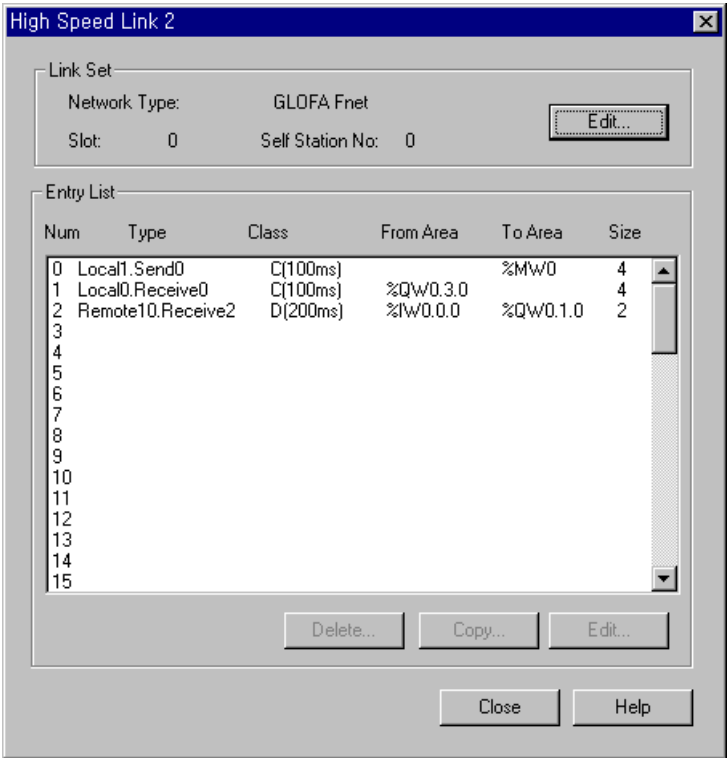 High Speed Link 2
Link Set
Network Type: GLOFA Fnet
Edit...
Slot: 0 Self Station No: 0
Entry List
Num Type Class From Area To Area Size
0 Local1.Send0 C(100ms) %MW0 4
1 Local0.Receive0 C(100ms) %QW0.3.0 4
2 Remote10.Receive2 D(200ms) %IW0.0.0 %QW0.1.0 2
3
4
5
6
7
8
9
10
11
12
13
14
15
Delete... Copy... Edit...
Close Help